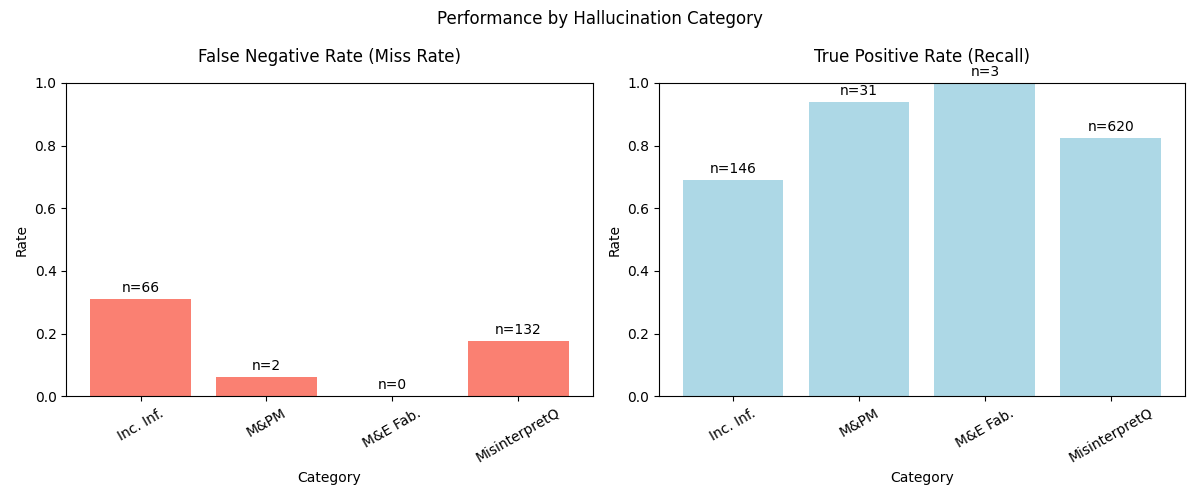 Performance by Hallucination Category
False Negative Rate (Miss Rate)
1.0
0.8
0.6
0.4
0.2
0.0
Rate
n=66
n=2
n=0
n=132
Inc. Inf.
M&PM
M&E Fab.
MisinterpretQ
Category
True Positive Rate (Recall)
1.0
0.8
0.6
0.4
0.2
0.0
Rate
n=146
n=31
n=3
n=620
Inc. Inf.
M&PM
M&E Fab.
MisinterpretQ
Category